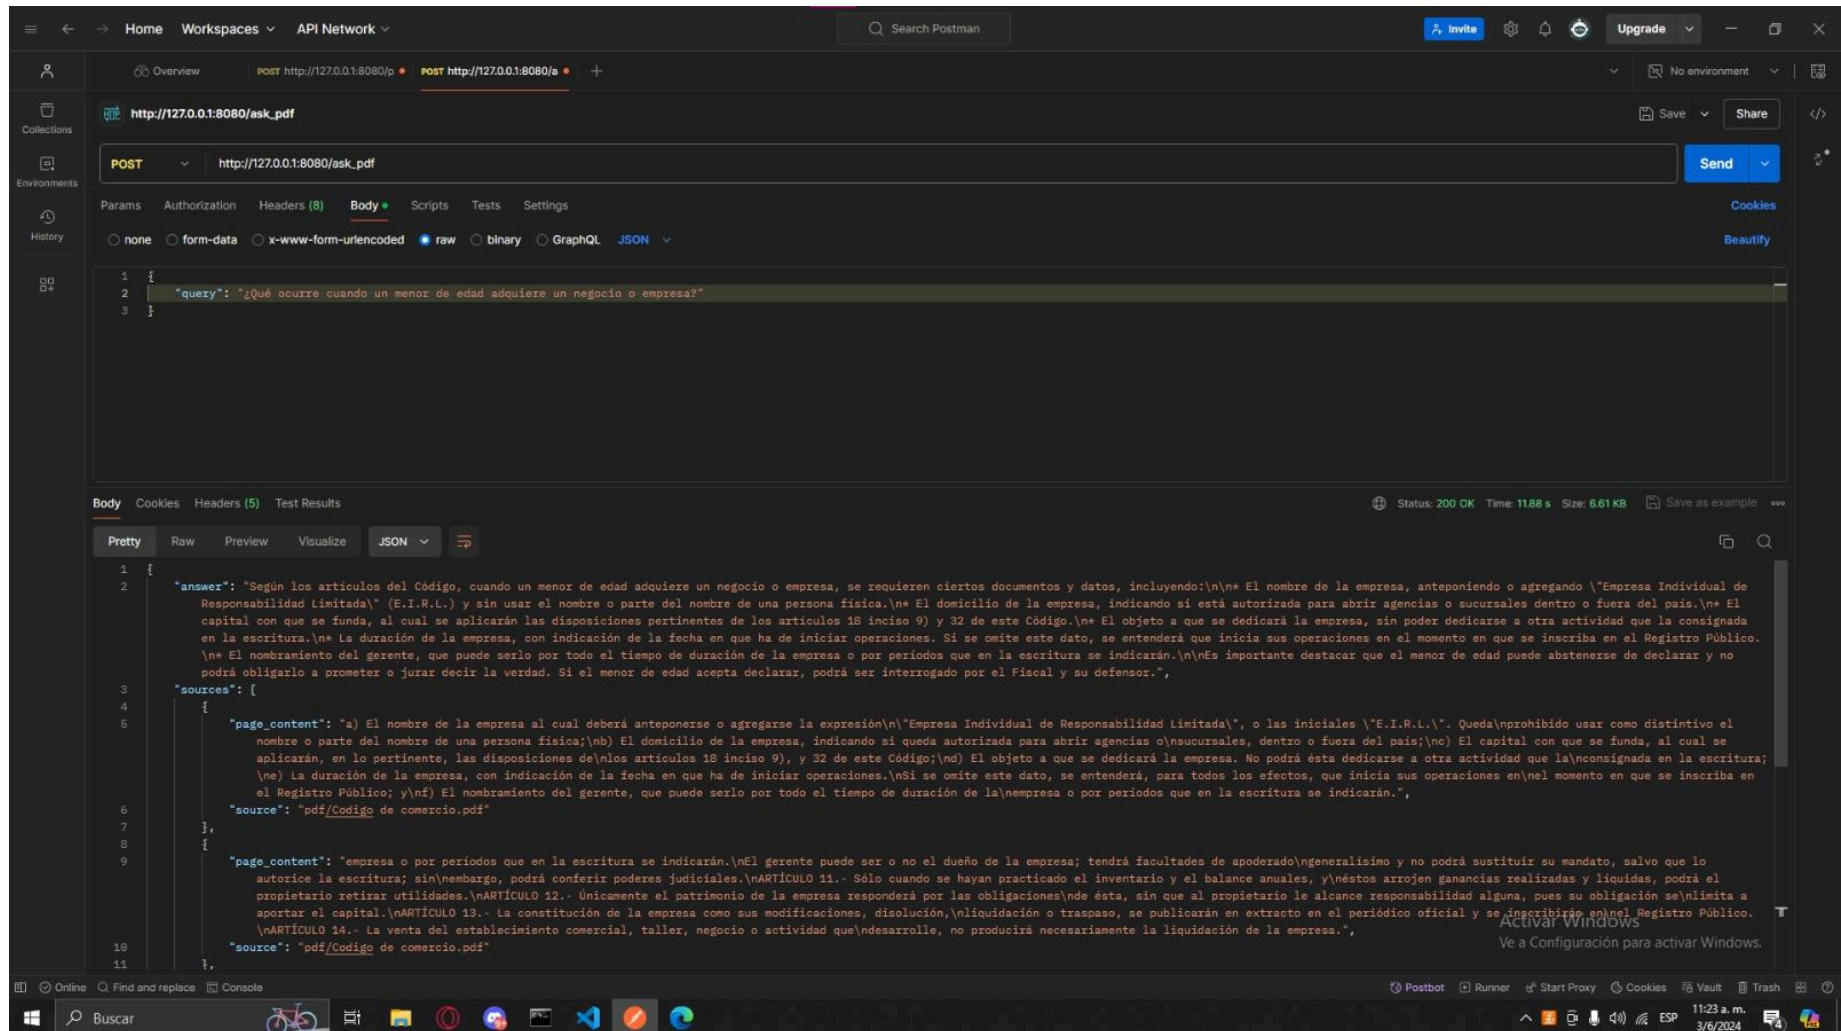 Home Workspaces API Network Search Postman Invite Upgrade
Overview POST http://127.0.0.1:8080/p POST http://127.0.0.1:8080/a No environment
Collections
Environments
History
HTTP http://127.0.0.1:8080/ask_pdf Save Share
POST http://127.0.0.1:8080/ask_pdf Send
Params Authorization Headers (8) Body Scripts Tests Settings Cookies
none form-data x-www-form-urlencoded raw binary GraphQL JSON Beautify
1 {
2 "query": "¿Qué ocurre cuando un menor de edad adquiere un negocio o empresa?"
3 }
Body Cookies Headers (5) Test Results Status: 200 OK Time: 11.88 s Size: 6.61 KB Save as example
Pretty Raw Preview Visualize JSON
1 {
2 "answer": "Según los artículos del Código, cuando un menor de edad adquiere un negocio o empresa, se requieren ciertos documentos y datos, incluyendo:\n\n* El nombre de la empresa, anteponiendo o agregando \"Empresa Individual de
Responsabilidad Limitada\" (E.I.R.L.) y sin usar el nombre o parte del nombre de una persona física.\n* El domicilio de la empresa, indicando si está autorizada para abrir agencias o sucursales dentro o fuera del país.\n* El
capital con que se funda, al cual se aplicarán las disposiciones pertinentes de los artículos 18 inciso 9) y 32 de este Código.\n* El objeto a que se dedicará la empresa, sin poder dedicarse a otra actividad que la consignada
en la escritura.\n* La duración de la empresa, con indicación de la fecha en que ha de iniciar operaciones. Si se omite este dato, se entenderá que inicia sus operaciones en el momento en que se inscriba en el Registro Público.
\n* El nombramiento del gerente, que puede serlo por todo el tiempo de duración de la empresa o por períodos que en la escritura se indicarán.\n\nEs importante destacar que el menor de edad puede abstenerse de declarar y no
podrá obligarlo a prometer o jurar decir la verdad. Si el menor de edad acepta declarar, podrá ser interrogado por el Fiscal y su defensor.",
3 "sources": [
4 {
5 "page_content": "a) El nombre de la empresa al cual deberá anteponerse o agregarse la expresión\n\"Empresa Individual de Responsabilidad Limitada\", o las iniciales \"E.I.R.L.\". Queda\nprohibido usar como distintivo el
nombre o parte del nombre de una persona física;\nb) El domicilio de la empresa, indicando si queda autorizada para abrir agencias o\nsucursales, dentro o fuera del país;\nc) El capital con que se funda, al cual se
aplicarán, en lo pertinente, las disposiciones de\nlos artículos 18 inciso 9), y 32 de este Código;\nd) El objeto a que se dedicará la empresa. No podrá ésta dedicarse a otra actividad que la\nconsignada en la escritura;
\ne) La duración de la empresa, con indicación de la fecha en que ha de iniciar operaciones.\nSi se omite este dato, se entenderá, para todos los efectos, que inicia sus operaciones en\nel momento en que se inscriba en
el Registro Público; y\nf) El nombramiento del gerente, que puede serlo por todo el tiempo de duración de la\nempresa o por períodos que en la escritura se indicarán.",
6 "source": "pdf/Codigo de comercio.pdf"
7 },
8 {
9 "page_content": "empresa o por períodos que en la escritura se indicarán.\nEl gerente puede ser o no el dueño de la empresa; tendrá facultades de apoderado\ngeneralísimo y no podrá sustituir su mandato, salvo que lo
autorice la escritura; sin\nembargo, podrá conferir poderes judiciales.\nARTÍCULO 11.- Sólo cuando se hayan practicado el inventario y el balance anuales, y\néstos arrojen ganancias realizadas y líquidas, podrá el
propietario retirar utilidades.\nARTÍCULO 12.- Únicamente el patrimonio de la empresa responderá por las obligaciones\nde ésta, sin que al propietario le alcance responsabilidad alguna, pues su obligación se\nlimita a
aportar el capital.\nARTÍCULO 13.- La constitución de la empresa como sus modificaciones, disolución,\nliquidación o traspaso, se publicarán en extracto en el periódico oficial y se inscribirán en\nel Registro Público.
\nARTÍCULO 14.- La venta del establecimiento comercial, taller, negocio o actividad que\ndesarrolle, no producirá necesariamente la liquidación de la empresa.",
Activar Windows
Ve a Configuración para activar Windows.
10 "source": "pdf/Codigo de comercio.pdf"
11 },
Online Find and replace Console Postbot Runner Start Proxy Cookies Vault Trash
Buscar ESP 11:23 a. m.
3/6/2024